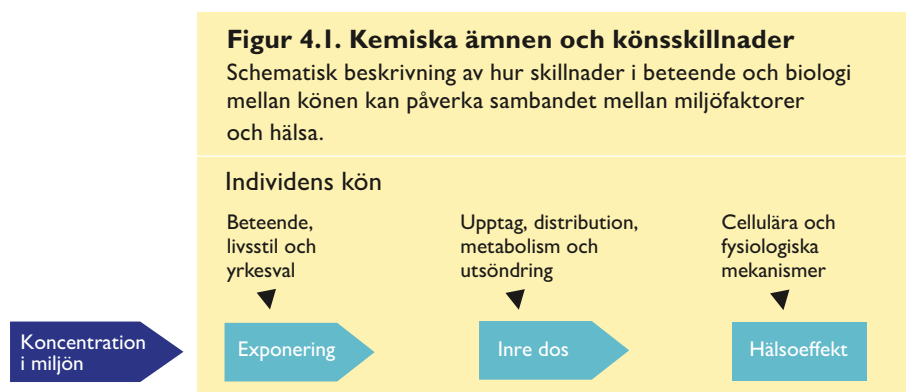 Figur 4.1. Kemiska ämnen och könsskillnader
Schematisk beskrivning av hur skillnader i beteende och biologi
mellan könen kan påverka sambandet mellan miljöfaktorer
och hälsa.
Individens kön
Beteende,
livsstil och
yrkesval
Upptag, distribution,
metabolism och
utsöndring
Cellulära och
fysiologiska
mekanismer
Koncentration
i miljön
Exponering
Inre dos
Hälsoeffekt